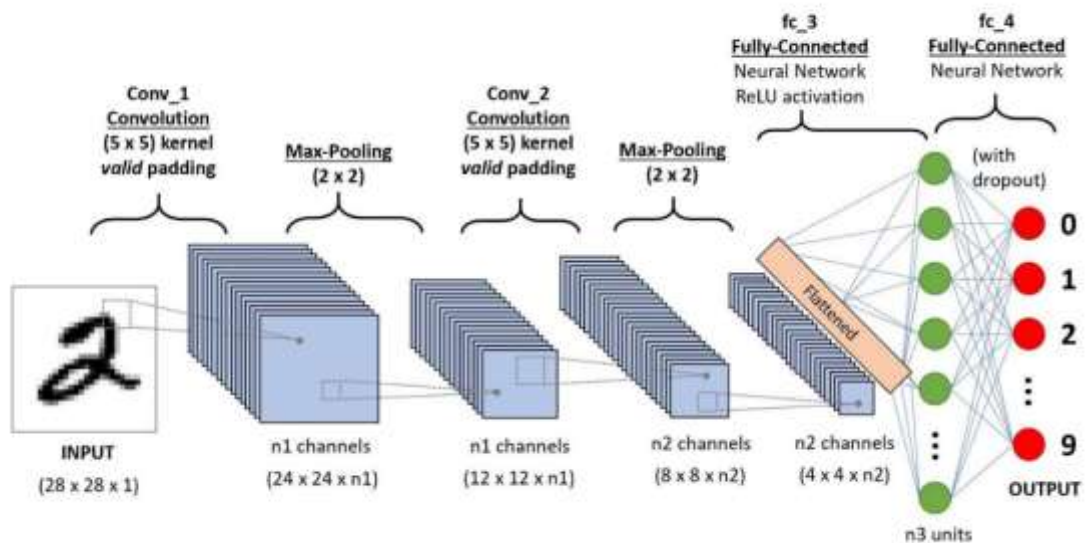 fc_3
Fully-Connected
Neural Network
ReLU activation
fc_4
Fully-Connected
Neural Network
Conv_1
Convolution
(5 x 5) kernel
valid padding
Max-Pooling
(2 x 2)
Conv_2
Convolution
(5 x 5) kernel
valid padding
Max-Pooling
(2 x 2)
(with
dropout)
0
1
2
9
2
Flattened
INPUT
(28 x 28 x 1)
n1 channels
(24 x 24 x n1)
n1 channels
(12 x 12 x n1)
n2 channels
(8 x 8 x n2)
n2 channels
(4 x 4 x n2)
OUTPUT
n3 units